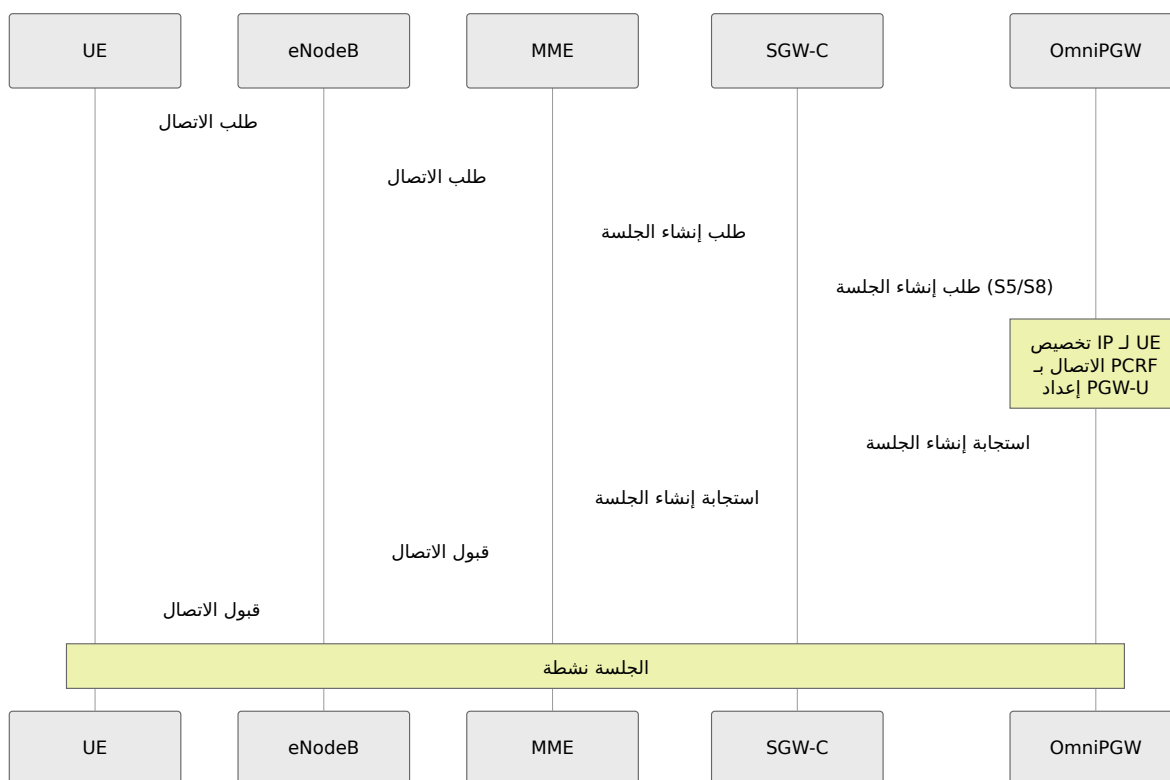 UE
eNodeB
MME
SGW-C
OmniPGW
طلب الاتصال
طلب الاتصال
طلب إنشاء الجلسة
طلب إنشاء الجلسة (S5/S8)
تخصيص IP لـ UE
الاتصال بـ PCRF
إعداد PGW-U
استجابة إنشاء الجلسة
استجابة إنشاء الجلسة
قبول الاتصال
قبول الاتصال
الجلسة نشطة
UE
eNodeB
MME
SGW-C
OmniPGW